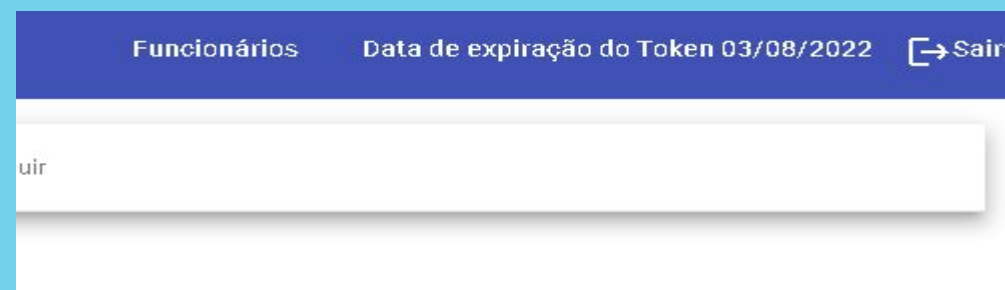 Funcionários Data de expiração do Token 03/08/2022 Sair
uir